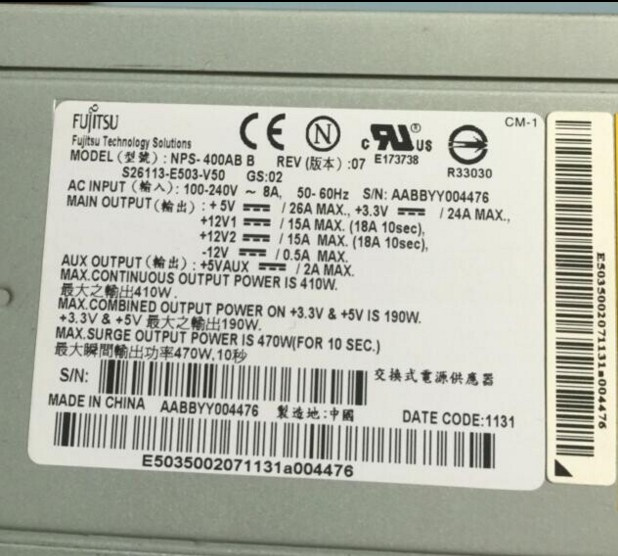 FUJITSU
CM-1
Fujitsu Technology Solutions
CE N c RU US
E173738
R33030
MODEL (型號) : NPS- 400AB B REV (版本) :07
S26113-E503-V50 GS:02
AC INPUT (輸入) : 100-240V ~ 8A, 50- 60Hz S/N: AABBYY004476
MAIN OUTPUT (輸出) : +5V / 26A MAX., +3.3V / 24A MAX.,
+12V1 / 15A MAX. (18A 10sec),
+12V2 / 15A MAX. (18A 10sec),
-12V / 0.5A MAX.
AUX OUTPUT (輸出) : +5VAUX / 2A MAX.
MAX.CONTINUOUS OUTPUT POWER IS 410W.
最大之輸出410W.
MAX.COMBINED OUTPUT POWER ON +3.3V & +5V IS 190W.
+3.3V & +5V 最大之輸出190W.
MAX.SURGE OUTPUT POWER IS 470W(FOR 10 SEC.)
最大瞬間輸出功率470W,10秒
S/N: 交換式電源供應器
MADE IN CHINA AABBYY004476 製造地:中國 DATE CODE:1131
E5035002071131a004476
E5035002071131a004476